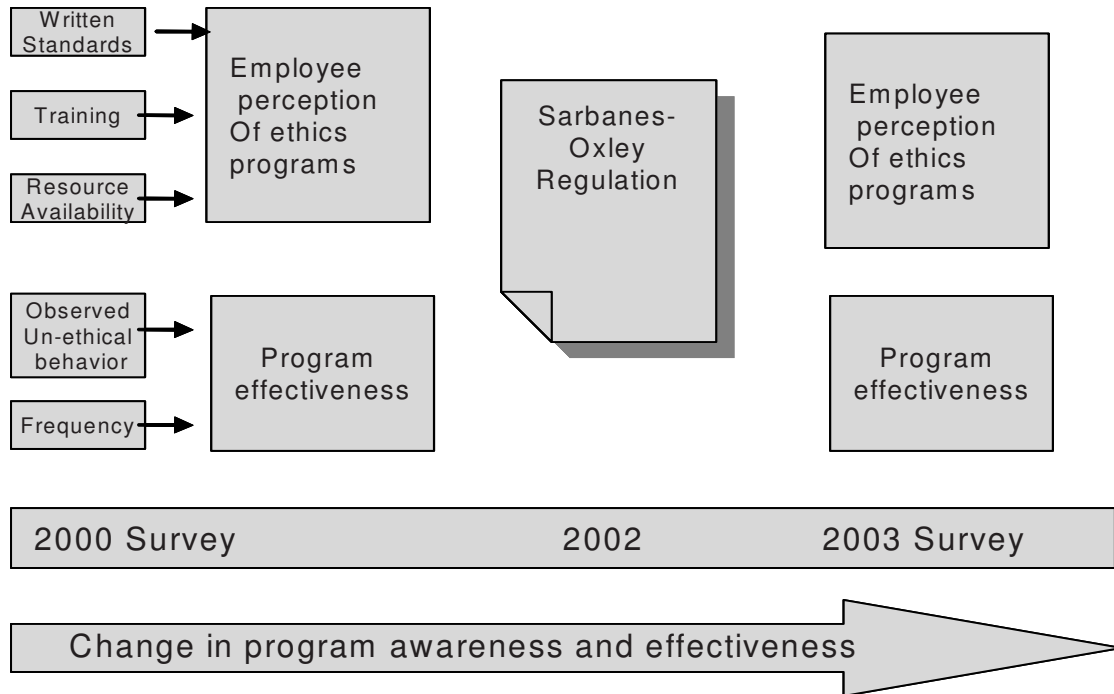 Written
Standards
Training
Resource
Availability
Employee
perception
Of ethics
programs
Observed
Un-ethical
behavior
Frequency
Program
effectiveness
Sarbanes-
Oxley
Regulation
Employee
perception
Of ethics
programs
Program
effectiveness
2000 Survey
2002
2003 Survey
Change in program awareness and effectiveness